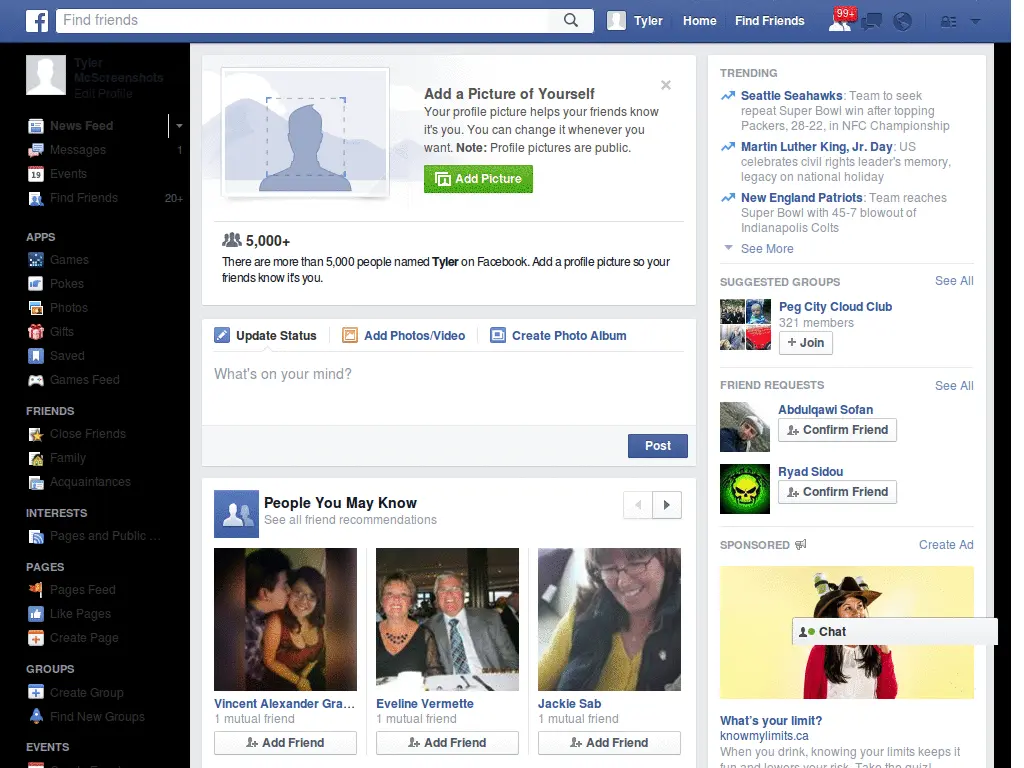 f
Find friends
Tyler
Home
Find Friends
99+
Tyler
McScreenshots
Edit Profile
News Feed
Messages 1
19 Events
Find Friends 20+
APPS
Games
Pokes
Photos
Gifts
Saved
Games Feed
FRIENDS
Close Friends
Family
Acquaintances
INTERESTS
Pages and Public ...
PAGES
Pages Feed
Like Pages
Create Page
GROUPS
Create Group
Find New Groups
EVENTS
Add a Picture of Yourself
Your profile picture helps your friends know
it's you. You can change it whenever you
want. Note: Profile pictures are public.
Add Picture
5,000+
There are more than 5,000 people named Tyler on Facebook. Add a profile picture so your
friends know it's you.
Update Status
Add Photos/Video
Create Photo Album
What's on your mind?
Post
People You May Know
See all friend recommendations
Vincent Alexander Gra...
1 mutual friend
Add Friend
Eveline Vermette
1 mutual friend
Add Friend
Jackie Sab
1 mutual friend
Add Friend
TRENDING
Seattle Seahawks: Team to seek
repeat Super Bowl win after topping
Packers, 28-22, in NFC Championship
Martin Luther King, Jr. Day: US
celebrates civil rights leader's memory,
legacy on national holiday
New England Patriots: Team reaches
Super Bowl with 45-7 blowout of
Indianapolis Colts
See More
SUGGESTED GROUPS See All
Peg City Cloud Club
321 members
+ Join
FRIEND REQUESTS See All
Abdulqawi Sofan
Confirm Friend
Ryad Sidou
Confirm Friend
SPONSORED Create Ad
Chat
What's your limit?
knowmylimits.ca
When you drink, knowing your limits keeps it
fun and lowers your risk. Take the quiz!